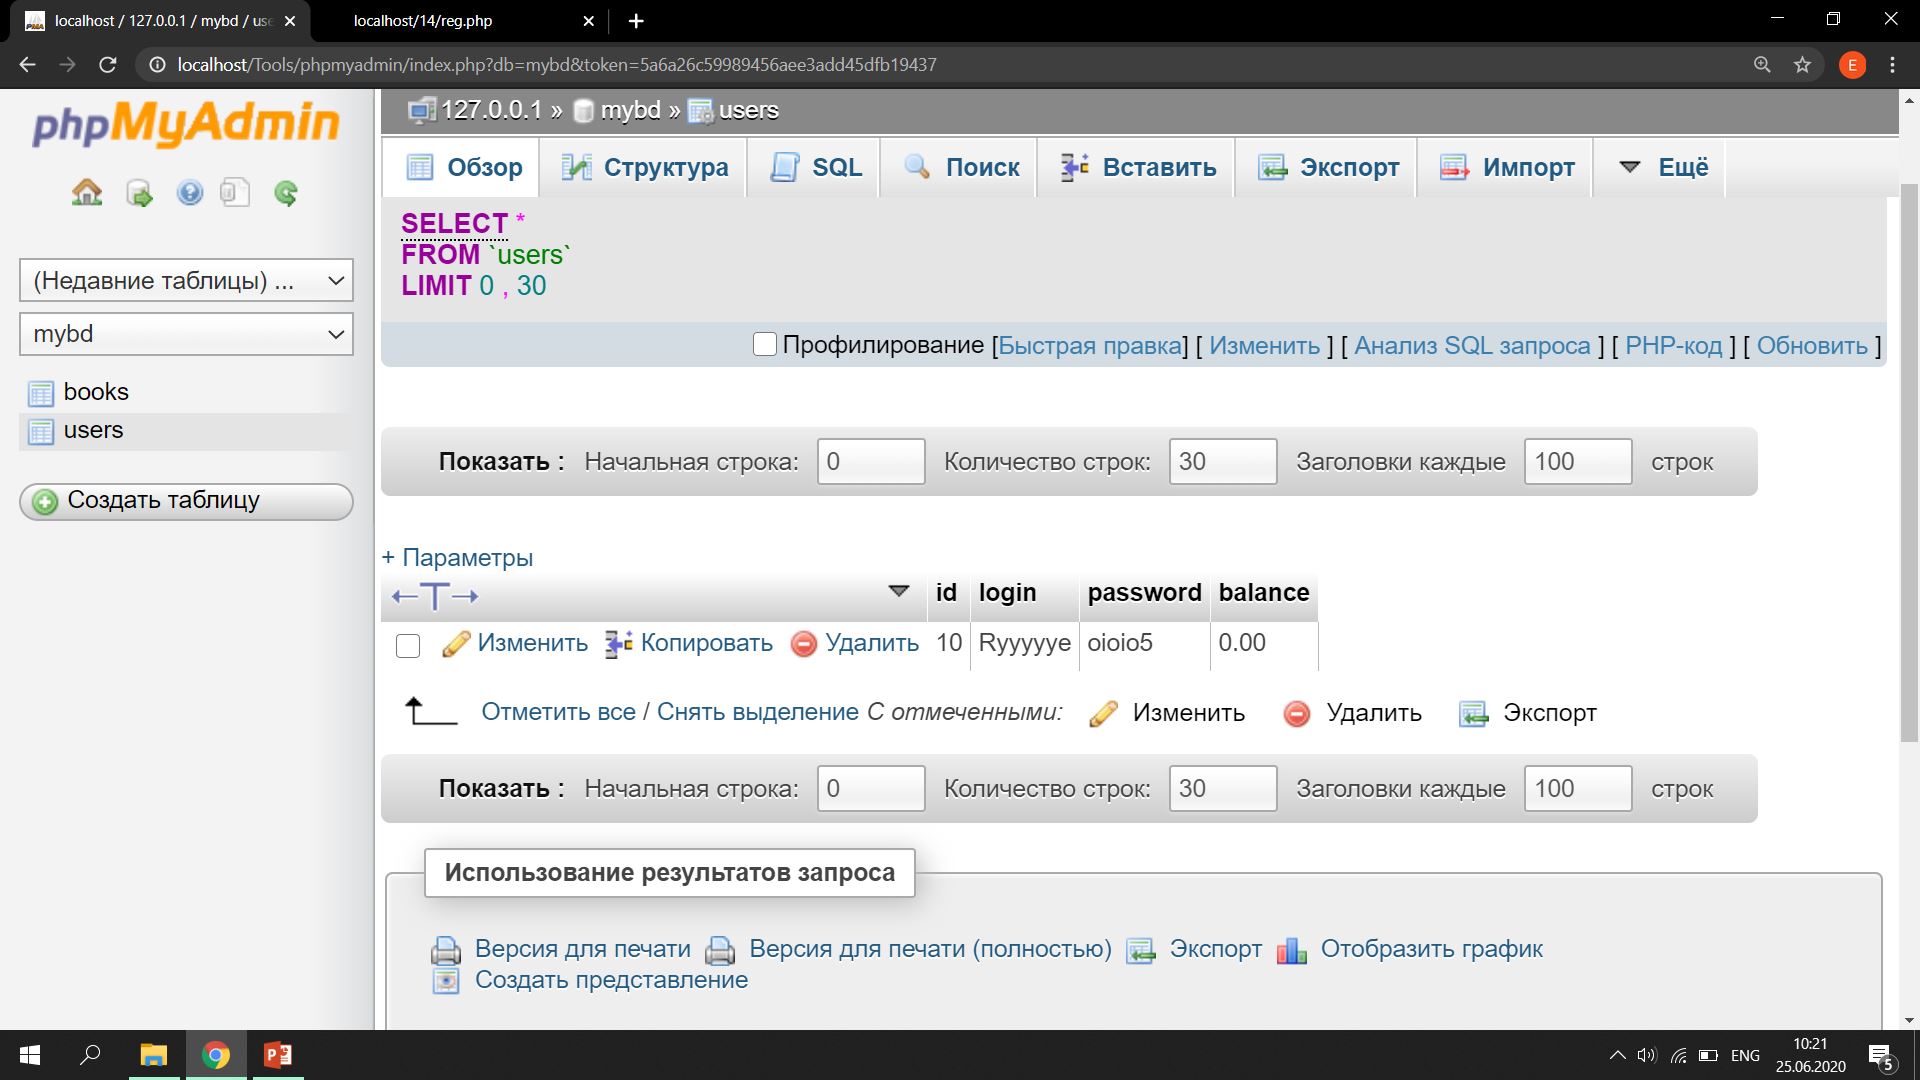 localhost / 127.0.0.1 / mybd / use
localhost/14/reg.php
localhost/Tools/phpmyadmin/index.php?db=mybd&token=5a6a26c59989456aee3add45dfb19437
E
phpMyAdmin
(Недавние таблицы) ...
mybd
books
users
Создать таблицу
127.0.0.1 » mybd » users
Обзор Структура SQL Поиск Вставить Экспорт Импорт Ещё
SELECT *
FROM `users`
LIMIT 0 , 30
Профилирование [Быстрая правка] [ Изменить ] [ Анализ SQL запроса ] [ PHP-код ] [ Обновить ]
Показать : Начальная строка: 0 Количество строк: 30 Заголовки каждые 100 строк
+ Параметры
←T→ id login password balance
Изменить Копировать Удалить 10 Ryyyyye oioio5 0.00
Отметить все / Снять выделение С отмеченными: Изменить Удалить Экспорт
Показать : Начальная строка: 0 Количество строк: 30 Заголовки каждые 100 строк
Использование результатов запроса
Версия для печати Версия для печати (полностью) Экспорт Отобразить график
Создать представление
ENG
10:21
25.06.2020
5